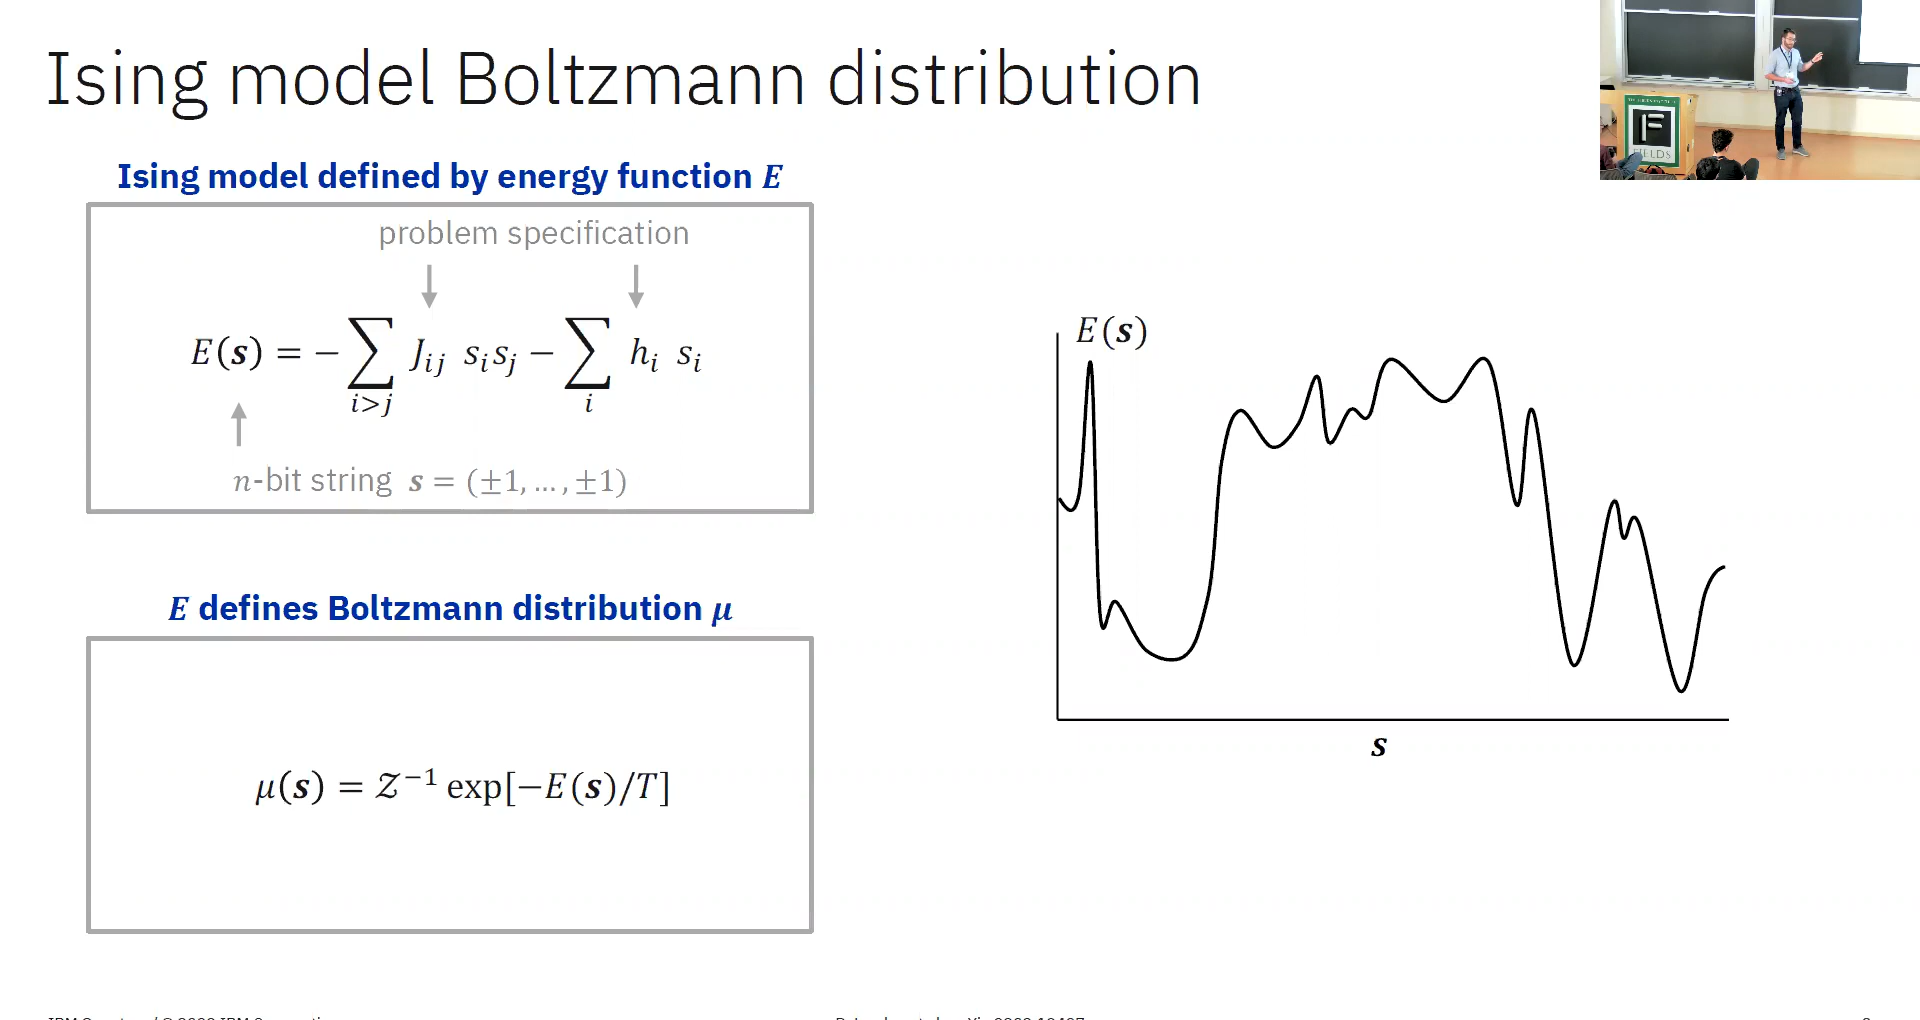 Ising model Boltzmann distribution
Ising model defined by energy function E
problem specification
E(s) = − ∑_{i>j} J_{ij} s_i s_j − ∑_i h_i s_i
n-bit string s = (±1, … , ±1)
E defines Boltzmann distribution μ
μ(s) = 𝒵^{−1} exp[−E(s)/T]
E(s)
s
F
FIELDS